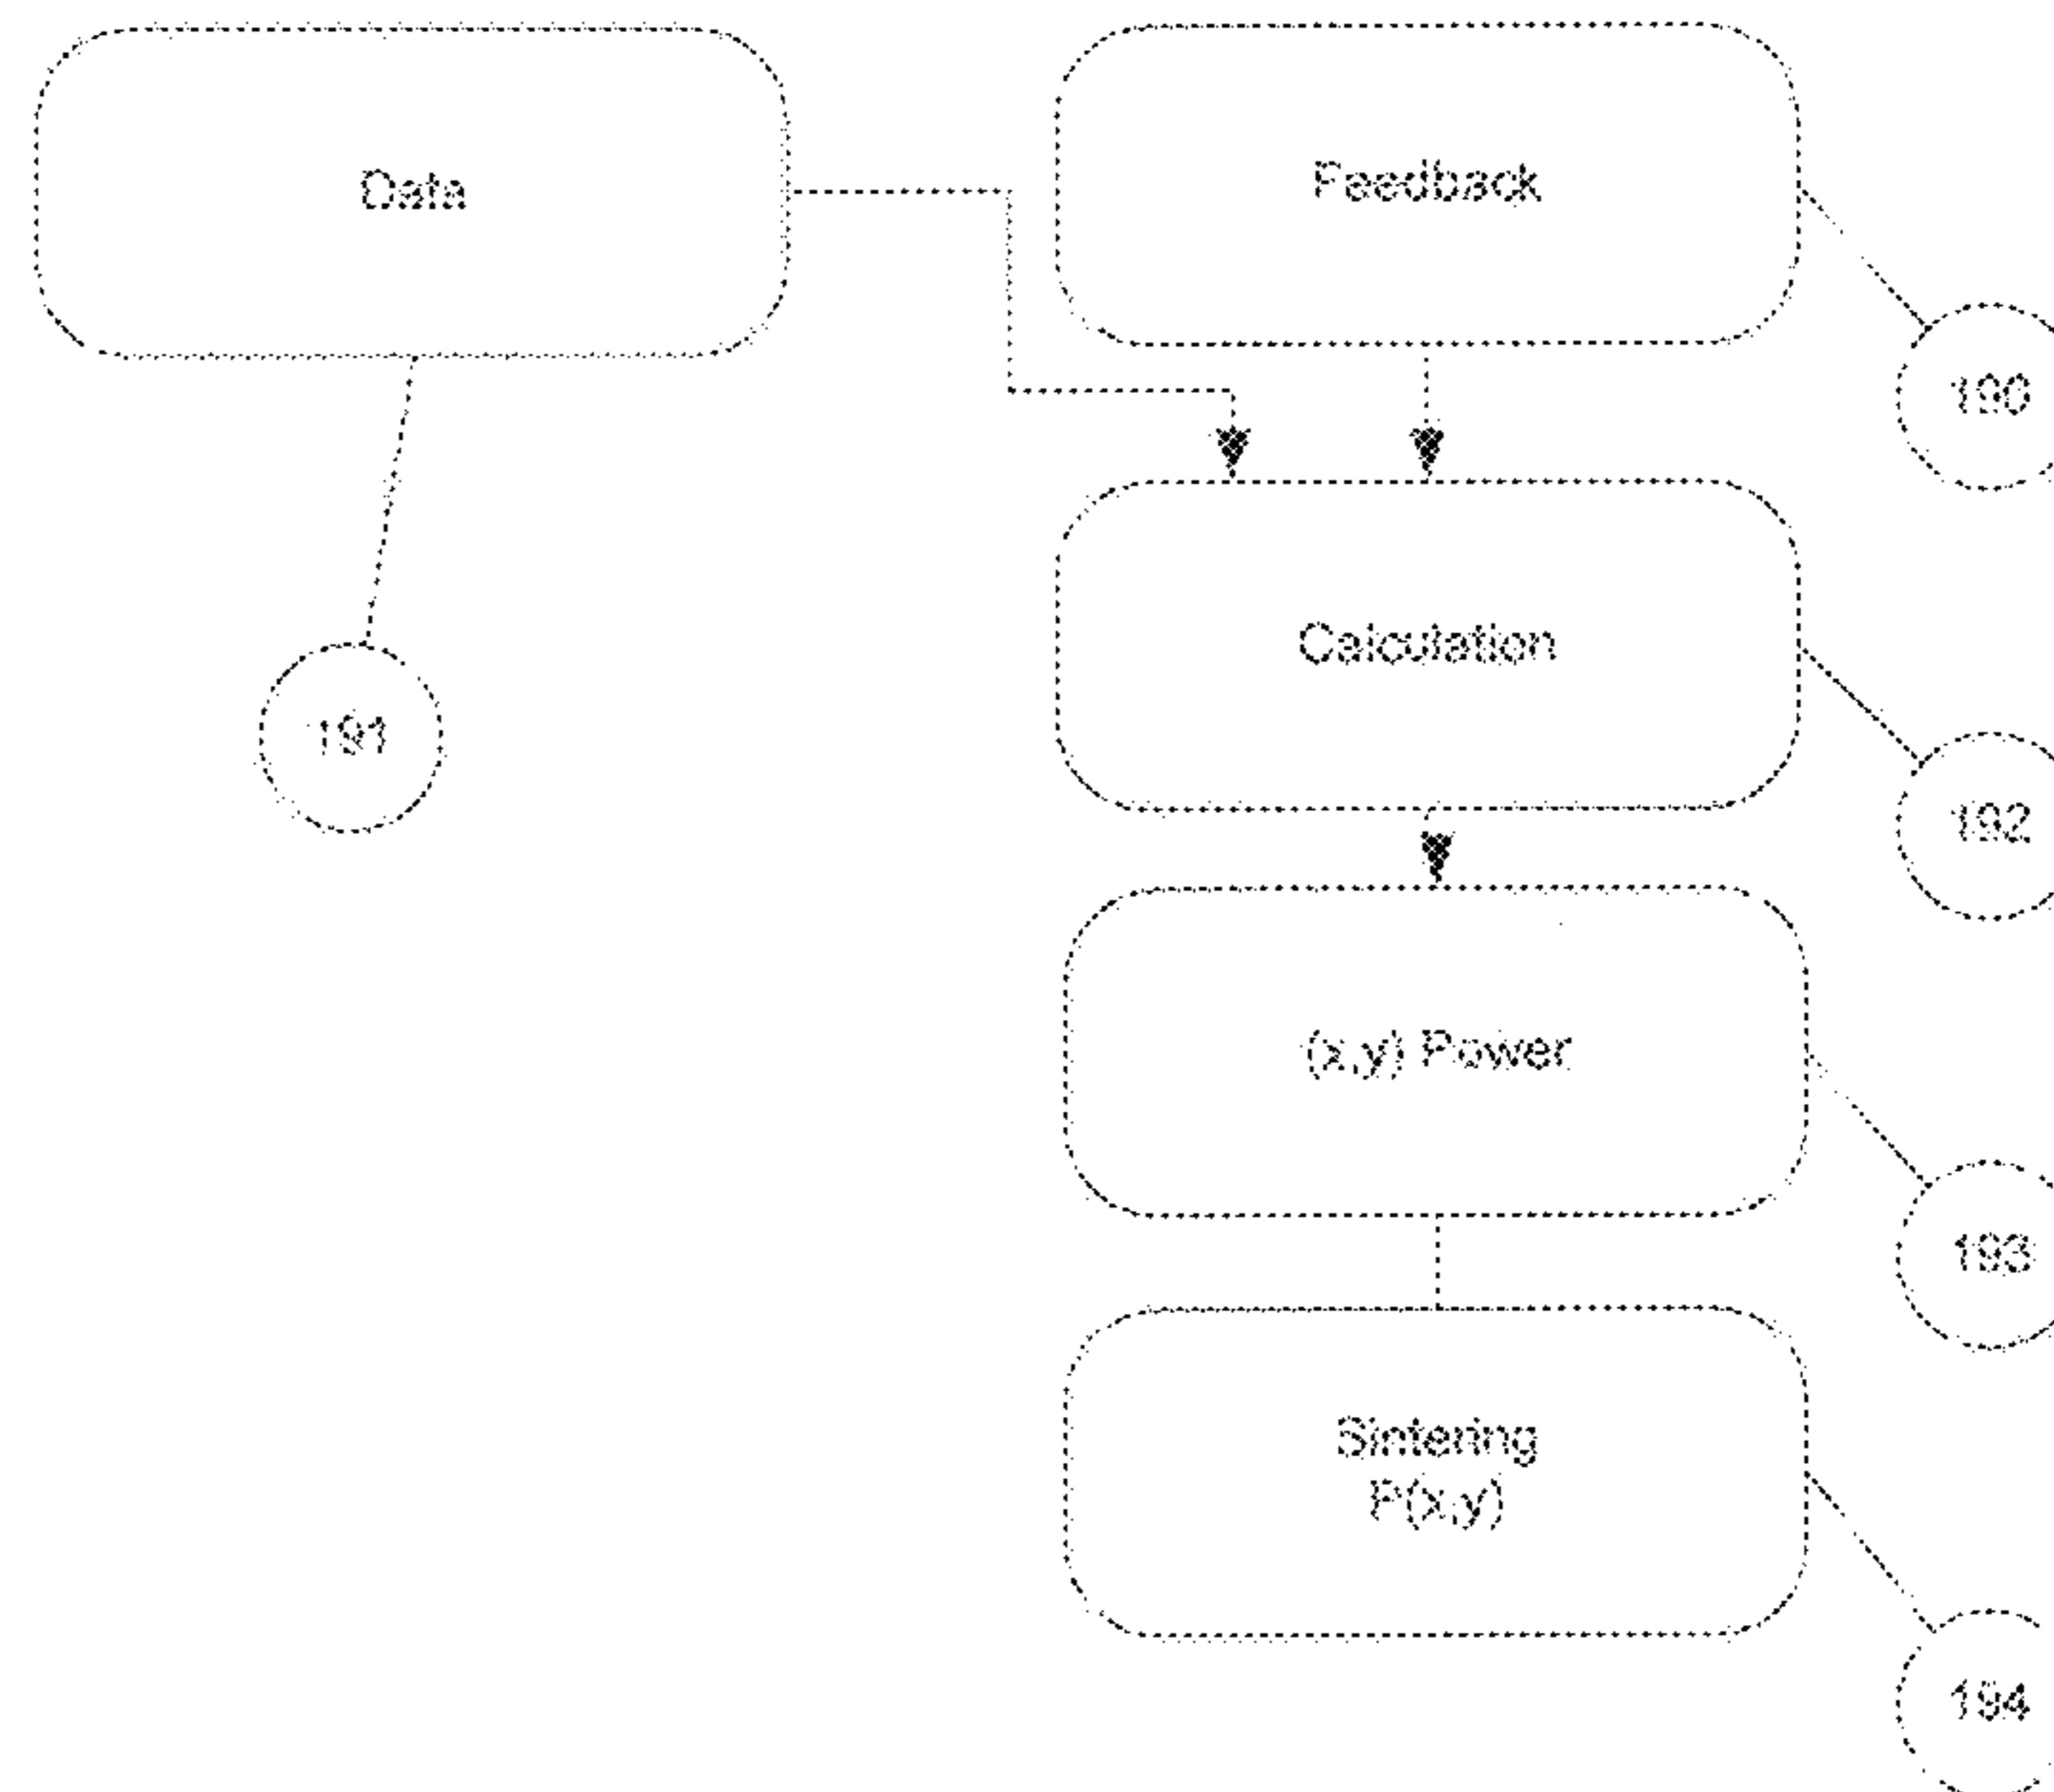 Data
Feedback
190
Calculation
191
192
(x,y) Power
193
Sintering
P(x,y)
194